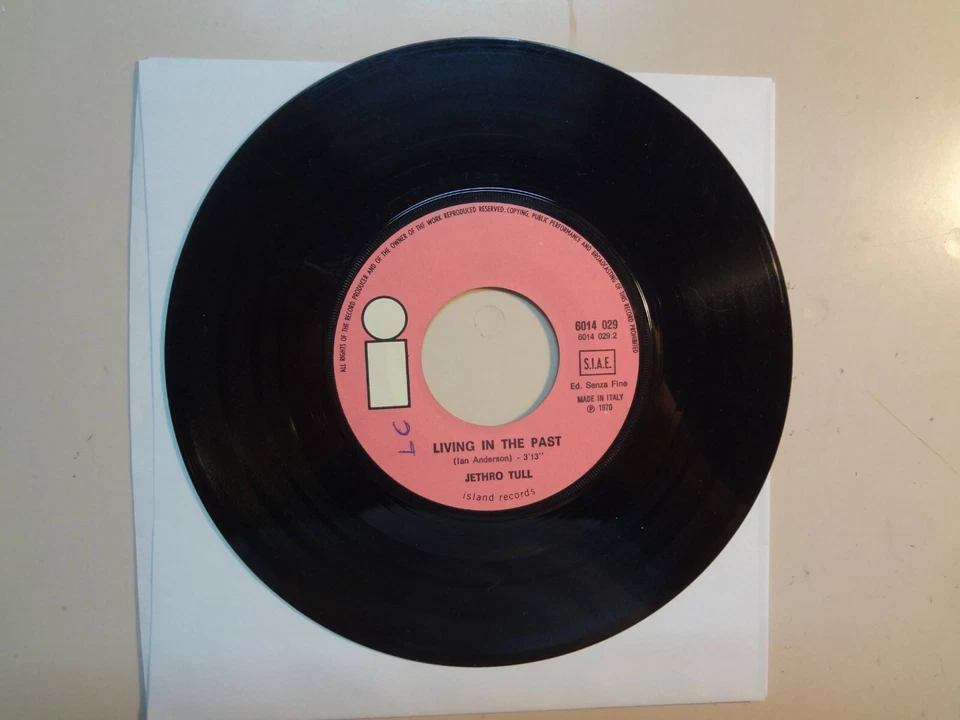 ALL RIGHTS OF THE RECORD PRODUCER AND OF THE OWNER OF THE WORK REPRODUCED RESERVED. COPYING, PUBLIC PERFORMANCE AND BROADCASTING OF THIS RECORD PROHIBITED
i
6014 029
6014 029.2
S.I.A.E.
Ed. Senza Fine
MADE IN ITALY
℗ 1970
LC
LIVING IN THE PAST
(Ian Anderson) - 3'13''
JETHRO TULL
island records